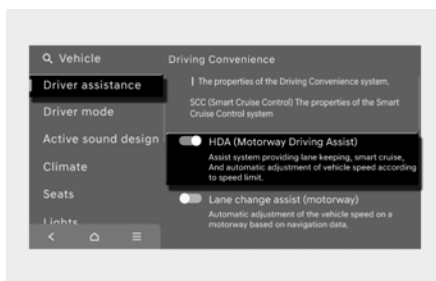 Vehicle
Driving Convenience
Driver assistance
The properties of the Driving Convenience system,
Driver mode
SCC (Smart Cruise Control) The properties of the Smart
Cruise Control system
Active sound design
HDA (Motorway Driving Assist)
Assist system providing lane keeping, smart cruise,
And automatic adjustment of vehicle speed according
to speed limit,
Climate
Seats
Lane change assist (motorway)
Automatic adjustment of the vehicle speed on a
motorway based on navigation data,
Lights